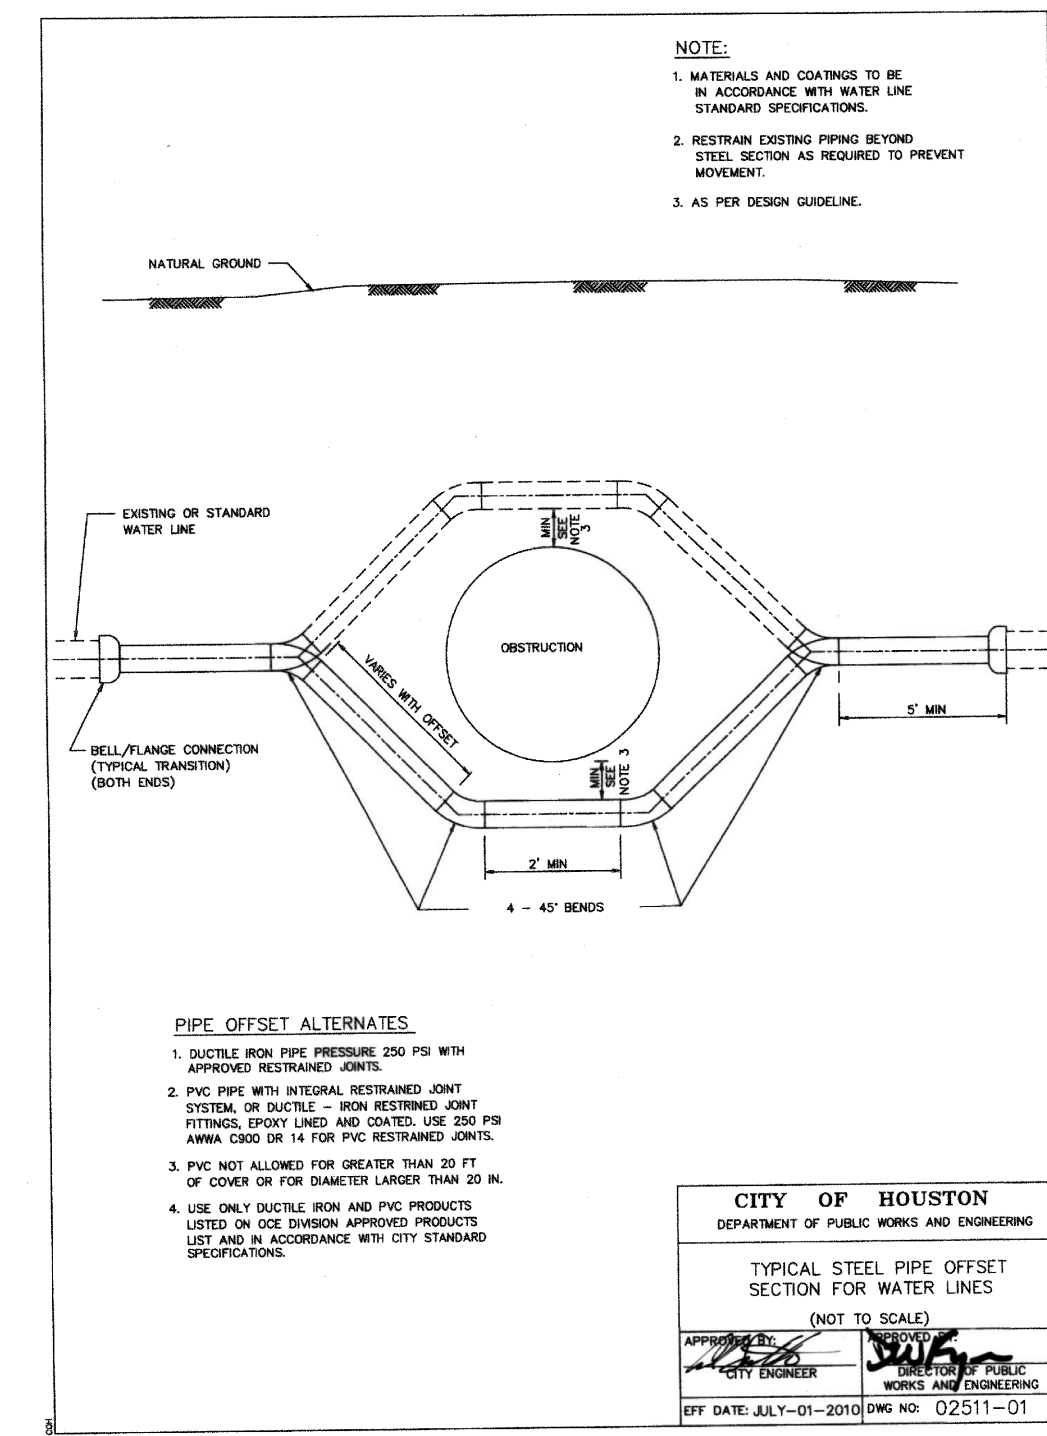 NOTE:
1. MATERIALS AND COATINGS TO BE
IN ACCORDANCE WITH WATER LINE
STANDARD SPECIFICATIONS.
2. RESTRAIN EXISTING PIPING BEYOND
STEEL SECTION AS REQUIRED TO PREVENT
MOVEMENT.
3. AS PER DESIGN GUIDELINE.
NATURAL GROUND
EXISTING OR STANDARD
WATER LINE
MIN
SEE
NOTE
3
OBSTRUCTION
VARIES WITH OFFSET
5' MIN
BELL/FLANGE CONNECTION
(TYPICAL TRANSITION)
(BOTH ENDS)
MIN
SEE
NOTE 3
2' MIN
4 - 45° BENDS
PIPE OFFSET ALTERNATES
1. DUCTILE IRON PIPE PRESSURE 250 PSI WITH
APPROVED RESTRAINED JOINTS.
2. PVC PIPE WITH INTEGRAL RESTRAINED JOINT
SYSTEM, OR DUCTILE - IRON RESTRINED JOINT
FITTINGS, EPOXY LINED AND COATED. USE 250 PSI
AWWA C900 DR 14 FOR PVC RESTRAINED JOINTS.
3. PVC NOT ALLOWED FOR GREATER THAN 20 FT
OF COVER OR FOR DIAMETER LARGER THAN 20 IN.
4. USE ONLY DUCTILE IRON AND PVC PRODUCTS
LISTED ON OCE DIVISION APPROVED PRODUCTS
LIST AND IN ACCORDANCE WITH CITY STANDARD
SPECIFICATIONS.
CITY OF HOUSTON
DEPARTMENT OF PUBLIC WORKS AND ENGINEERING
TYPICAL STEEL PIPE OFFSET
SECTION FOR WATER LINES
(NOT TO SCALE)
APPROVED BY:
CITY ENGINEER
APPROVED BY:
DIRECTOR OF PUBLIC
WORKS AND ENGINEERING
EFF DATE: JULY-01-2010
DWG NO: 02511-01